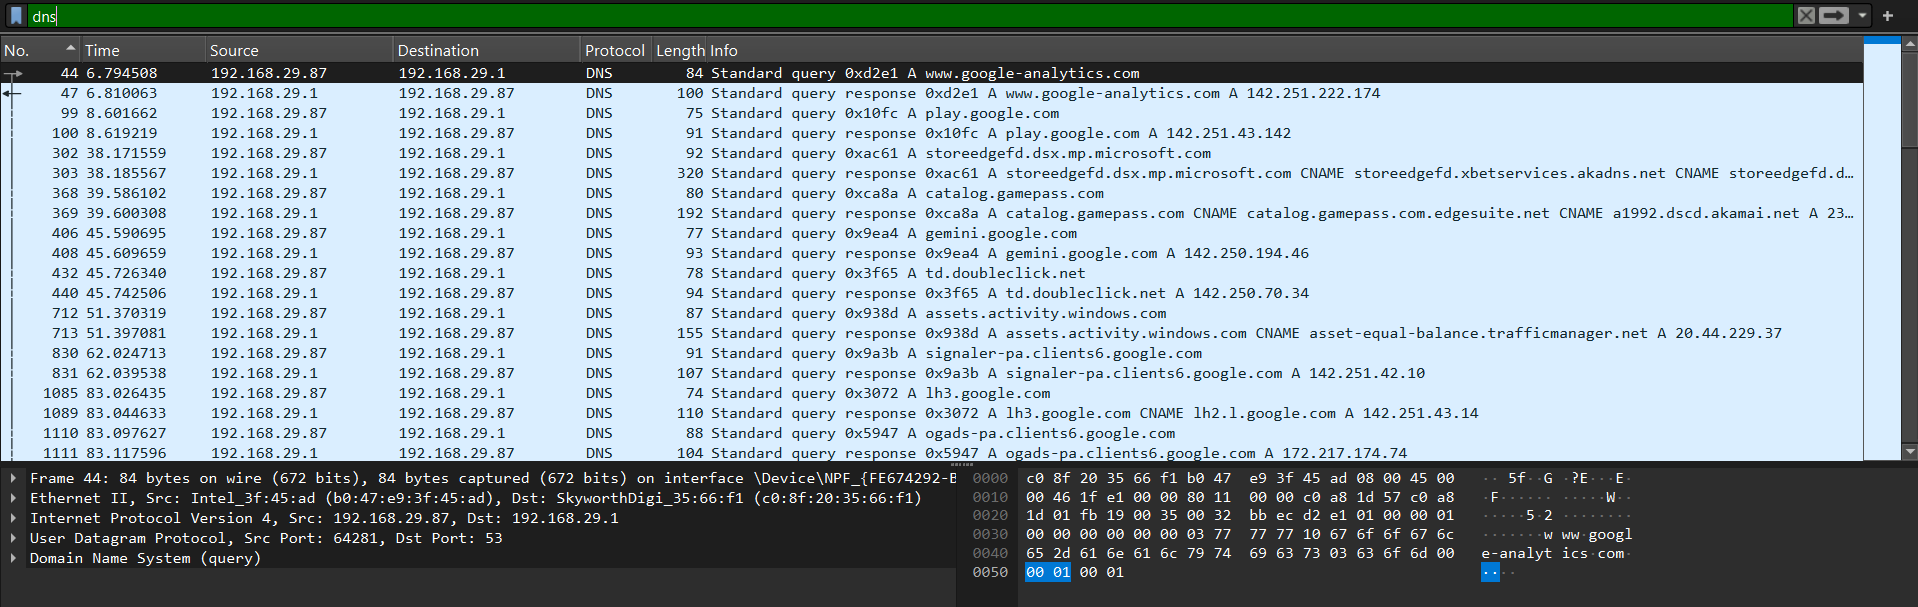 dns
No. Time Source Destination Protocol Length Info
44 6.794508 192.168.29.87 192.168.29.1 DNS 84 Standard query 0xd2e1 A www.google-analytics.com
47 6.810063 192.168.29.1 192.168.29.87 DNS 100 Standard query response 0xd2e1 A www.google-analytics.com A 142.251.222.174
99 8.601662 192.168.29.87 192.168.29.1 DNS 75 Standard query 0x10fc A play.google.com
100 8.619219 192.168.29.1 192.168.29.87 DNS 91 Standard query response 0x10fc A play.google.com A 142.251.43.142
302 38.171559 192.168.29.87 192.168.29.1 DNS 92 Standard query 0xac61 A storeedgefd.dsx.mp.microsoft.com
303 38.185567 192.168.29.1 192.168.29.87 DNS 320 Standard query response 0xac61 A storeedgefd.dsx.mp.microsoft.com CNAME storeedgefd.xbetservices.akadns.net CNAME storeedgefd.d…
368 39.586102 192.168.29.87 192.168.29.1 DNS 80 Standard query 0xca8a A catalog.gamepass.com
369 39.600308 192.168.29.1 192.168.29.87 DNS 192 Standard query response 0xca8a A catalog.gamepass.com CNAME catalog.gamepass.com.edgesuite.net CNAME a1992.dscd.akamai.net A 23…
406 45.590695 192.168.29.87 192.168.29.1 DNS 77 Standard query 0x9ea4 A gemini.google.com
408 45.609659 192.168.29.1 192.168.29.87 DNS 93 Standard query response 0x9ea4 A gemini.google.com A 142.250.194.46
432 45.726340 192.168.29.87 192.168.29.1 DNS 78 Standard query 0x3f65 A td.doubleclick.net
440 45.742506 192.168.29.1 192.168.29.87 DNS 94 Standard query response 0x3f65 A td.doubleclick.net A 142.250.70.34
712 51.370319 192.168.29.87 192.168.29.1 DNS 87 Standard query 0x938d A assets.activity.windows.com
713 51.397081 192.168.29.1 192.168.29.87 DNS 155 Standard query response 0x938d A assets.activity.windows.com CNAME asset-equal-balance.trafficmanager.net A 20.44.229.37
830 62.024713 192.168.29.87 192.168.29.1 DNS 91 Standard query 0x9a3b A signaler-pa.clients6.google.com
831 62.039538 192.168.29.1 192.168.29.87 DNS 107 Standard query response 0x9a3b A signaler-pa.clients6.google.com A 142.251.42.10
1085 83.026435 192.168.29.87 192.168.29.1 DNS 74 Standard query 0x3072 A lh3.google.com
1089 83.044633 192.168.29.1 192.168.29.87 DNS 110 Standard query response 0x3072 A lh3.google.com CNAME lh2.l.google.com A 142.251.43.14
1110 83.097627 192.168.29.87 192.168.29.1 DNS 88 Standard query 0x5947 A ogads-pa.clients6.google.com
1111 83.117596 192.168.29.1 192.168.29.87 DNS 104 Standard query response 0x5947 A ogads-pa.clients6.google.com A 172.217.174.74
Frame 44: 84 bytes on wire (672 bits), 84 bytes captured (672 bits) on interface \Device\NPF_{FE674292-B
Ethernet II, Src: Intel_3f:45:ad (b0:47:e9:3f:45:ad), Dst: SkyworthDigi_35:66:f1 (c0:8f:20:35:66:f1)
Internet Protocol Version 4, Src: 192.168.29.87, Dst: 192.168.29.1
User Datagram Protocol, Src Port: 64281, Dst Port: 53
Domain Name System (query)
0000 c0 8f 20 35 66 f1 b0 47 e9 3f 45 ad 08 00 45 00 ·· 5f··G ·?E···E·
0010 00 46 1f e1 00 00 80 11 00 00 c0 a8 1d 57 c0 a8 ·F······ ·····W··
0020 1d 01 fb 19 00 35 00 32 bb ec d2 e1 01 00 00 01 ·····5·2 ········
0030 00 00 00 00 00 00 03 77 77 77 10 67 6f 6f 67 6c ·······w ww·googl
0040 65 2d 61 6e 61 6c 79 74 69 63 73 03 63 6f 6d 00 e-analyt ics·com·
0050 00 01 00 01 ····